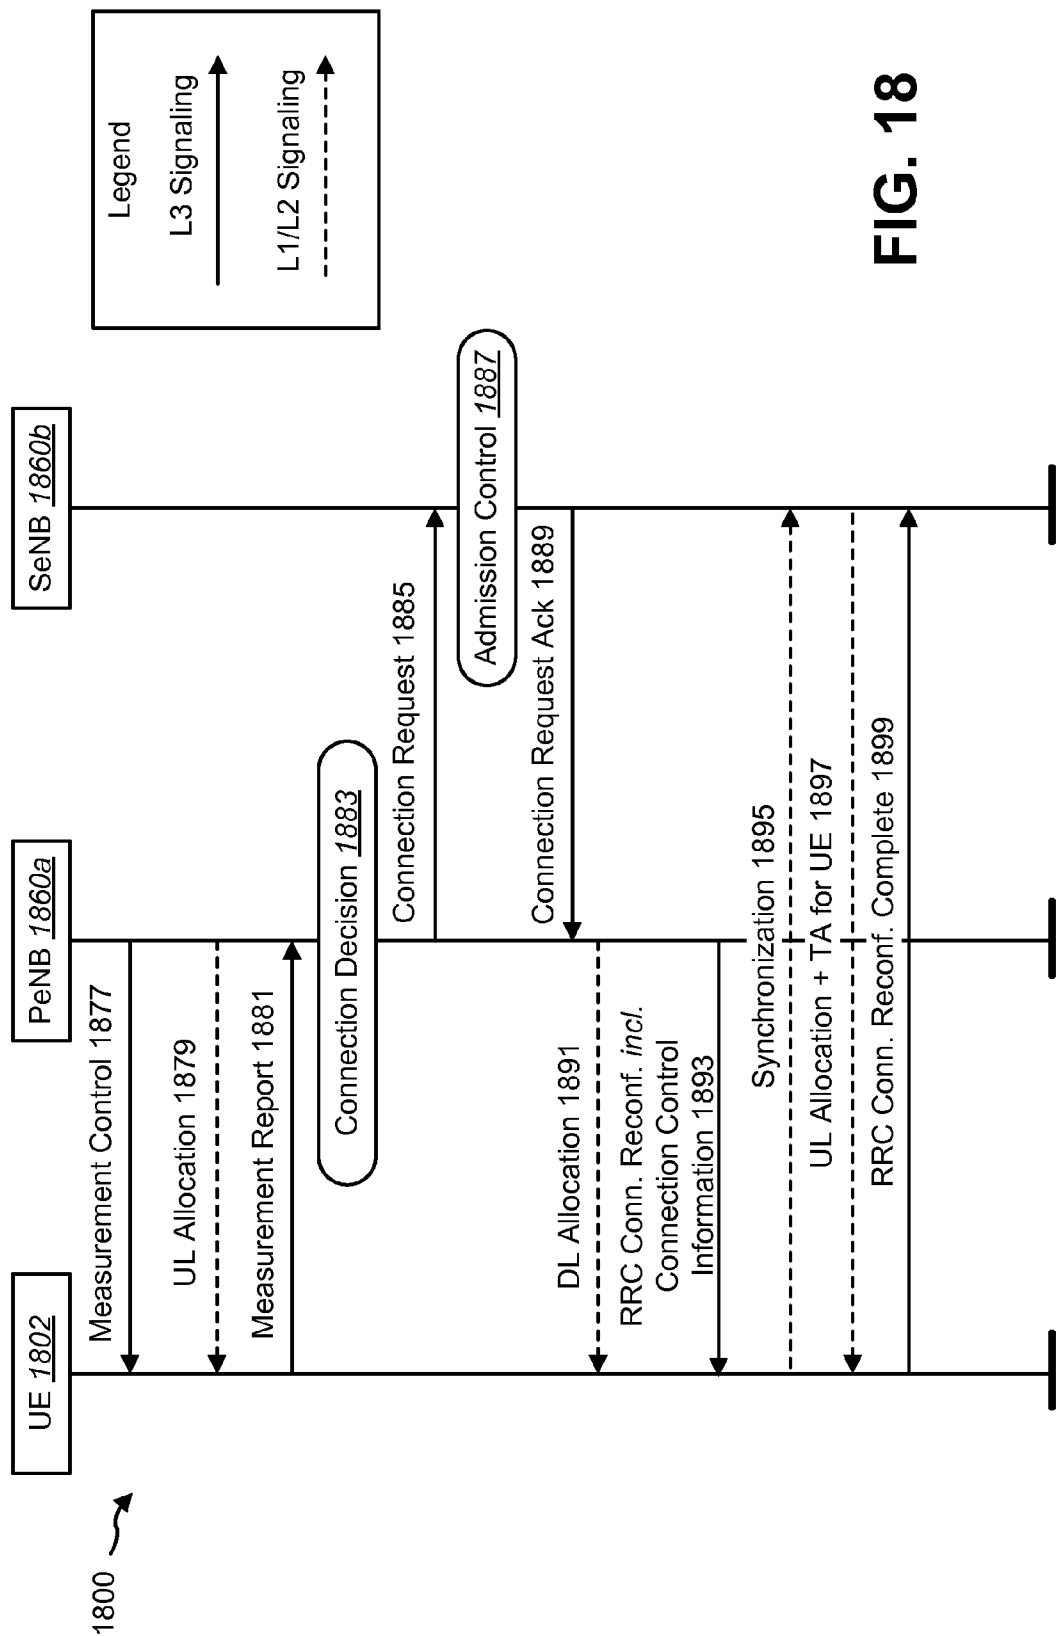 1800
UE 1802
PeNB 1860a
SeNB 1860b
Legend
L3 Signaling
L1/L2 Signaling
Measurement Control 1877
UL Allocation 1879
Measurement Report 1881
Connection Decision 1883
Connection Request 1885
Admission Control 1887
Connection Request Ack 1889
DL Allocation 1891
RRC Conn. Reconf. incl.
Connection Control
Information 1893
Synchronization 1895
UL Allocation + TA for UE 1897
RRC Conn. Reconf. Complete 1899
FIG. 18